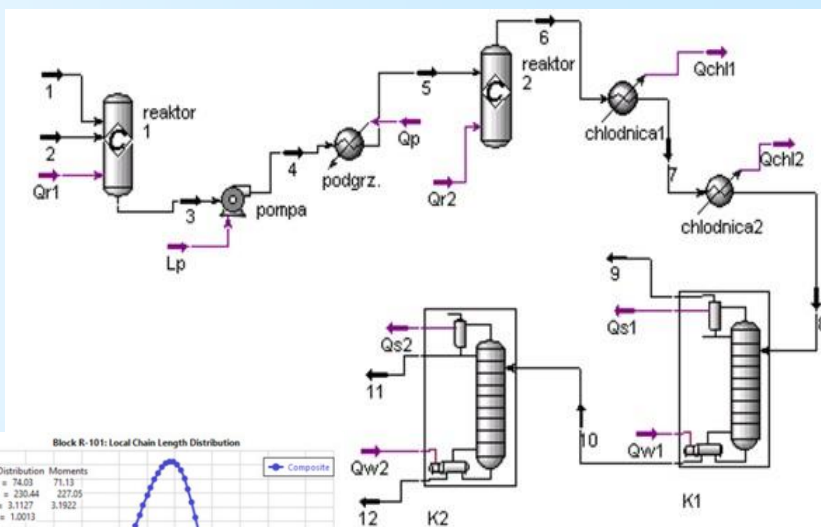 1
reaktor
1
2
Qr1
3
Lp
pompa
4
podgrz.
Qp
5
6
reaktor
2
Qr2
chlodnica1
Qchl1
7
Qchl2
chlodnica2
8
9
Qs1
Qw1
K1
10
Qs2
11
Qw2
12
K2
Block R-101: Local Chain Length Distribution
Distribution Moments
= 74.03 71.13
= 230.44 227.05
= 3.1127 3.1922
= 1.0013
Composite